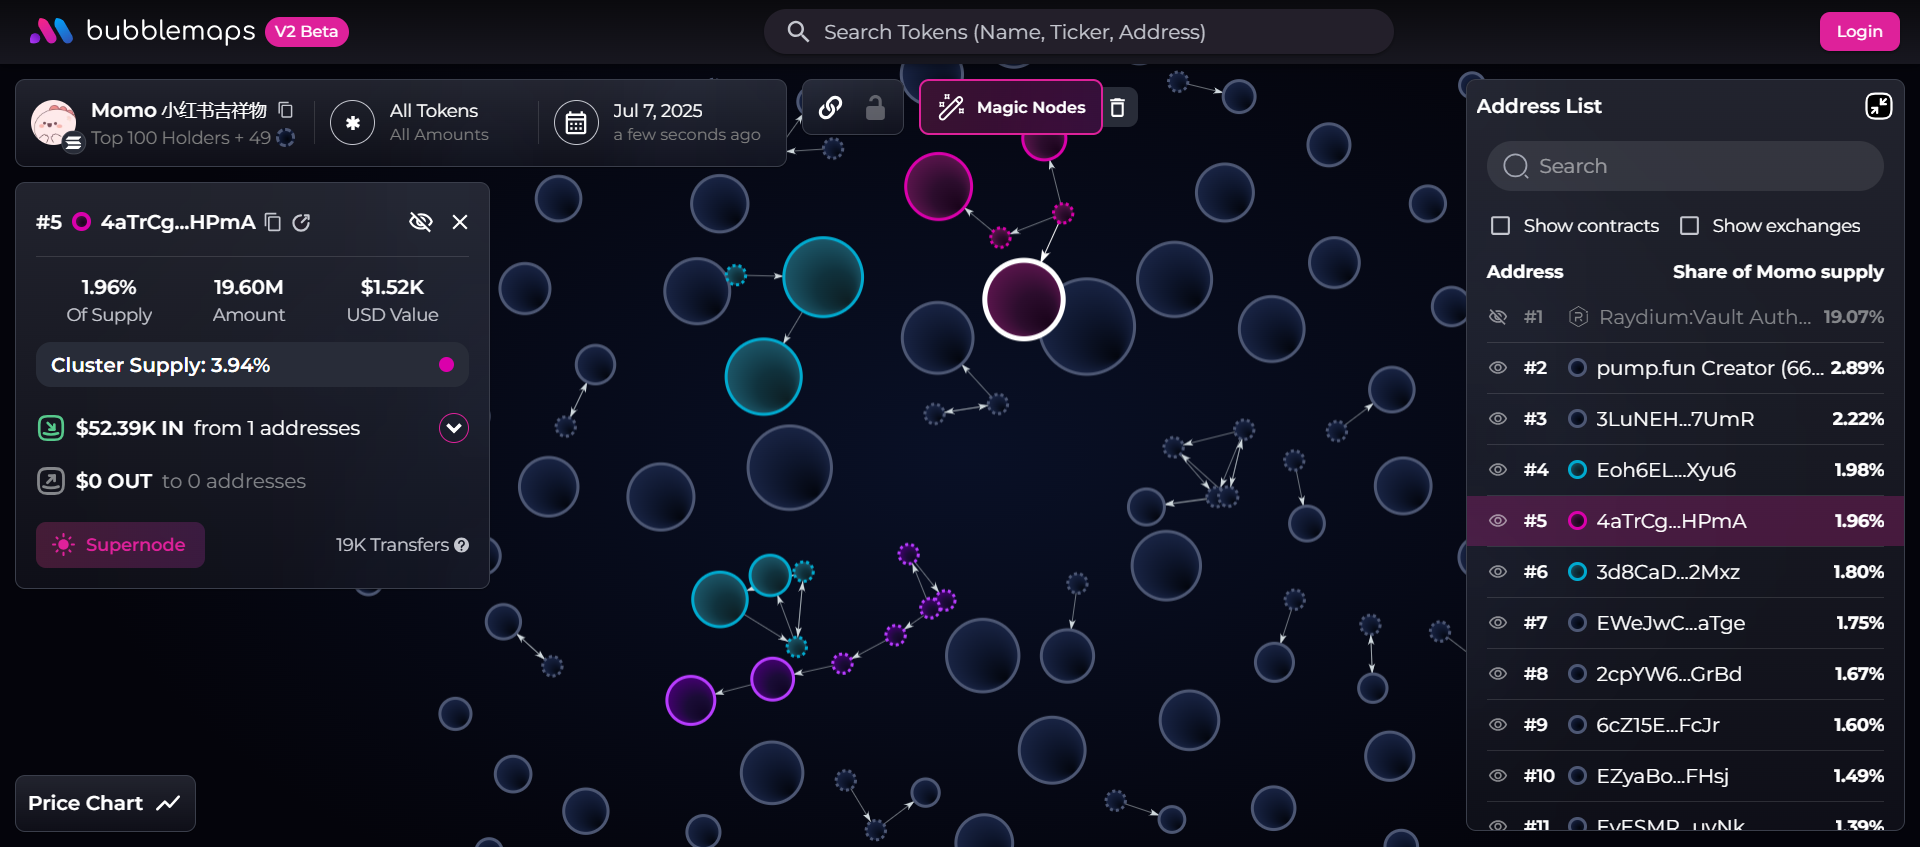 bubblemaps V2 Beta
Search Tokens (Name, Ticker, Address)
Login
Momo 小红书吉祥物
Top 100 Holders + 49
All Tokens
All Amounts
Jul 7, 2025
a few seconds ago
Magic Nodes
#5 4aTrCg...HPmA
1.96% 19.60M $1.52K
Of Supply Amount USD Value
Cluster Supply: 3.94%
$52.39K IN from 1 addresses
$0 OUT to 0 addresses
Supernode 19K Transfers
Price Chart
Address List
Search
Show contracts Show exchanges
Address Share of Momo supply
#1 Raydium:Vault Auth... 19.07%
#2 pump.fun Creator (66... 2.89%
#3 3LuNEH...7UmR 2.22%
#4 Eoh6EL...Xyu6 1.98%
#5 4aTrCg...HPmA 1.96%
#6 3d8CaD...2Mxz 1.80%
#7 EWeJwC...aTge 1.75%
#8 2cpYW6...GrBd 1.67%
#9 6cZ15E...FcJr 1.60%
#10 EZyaBo...FHsj 1.49%
#11 1.39%